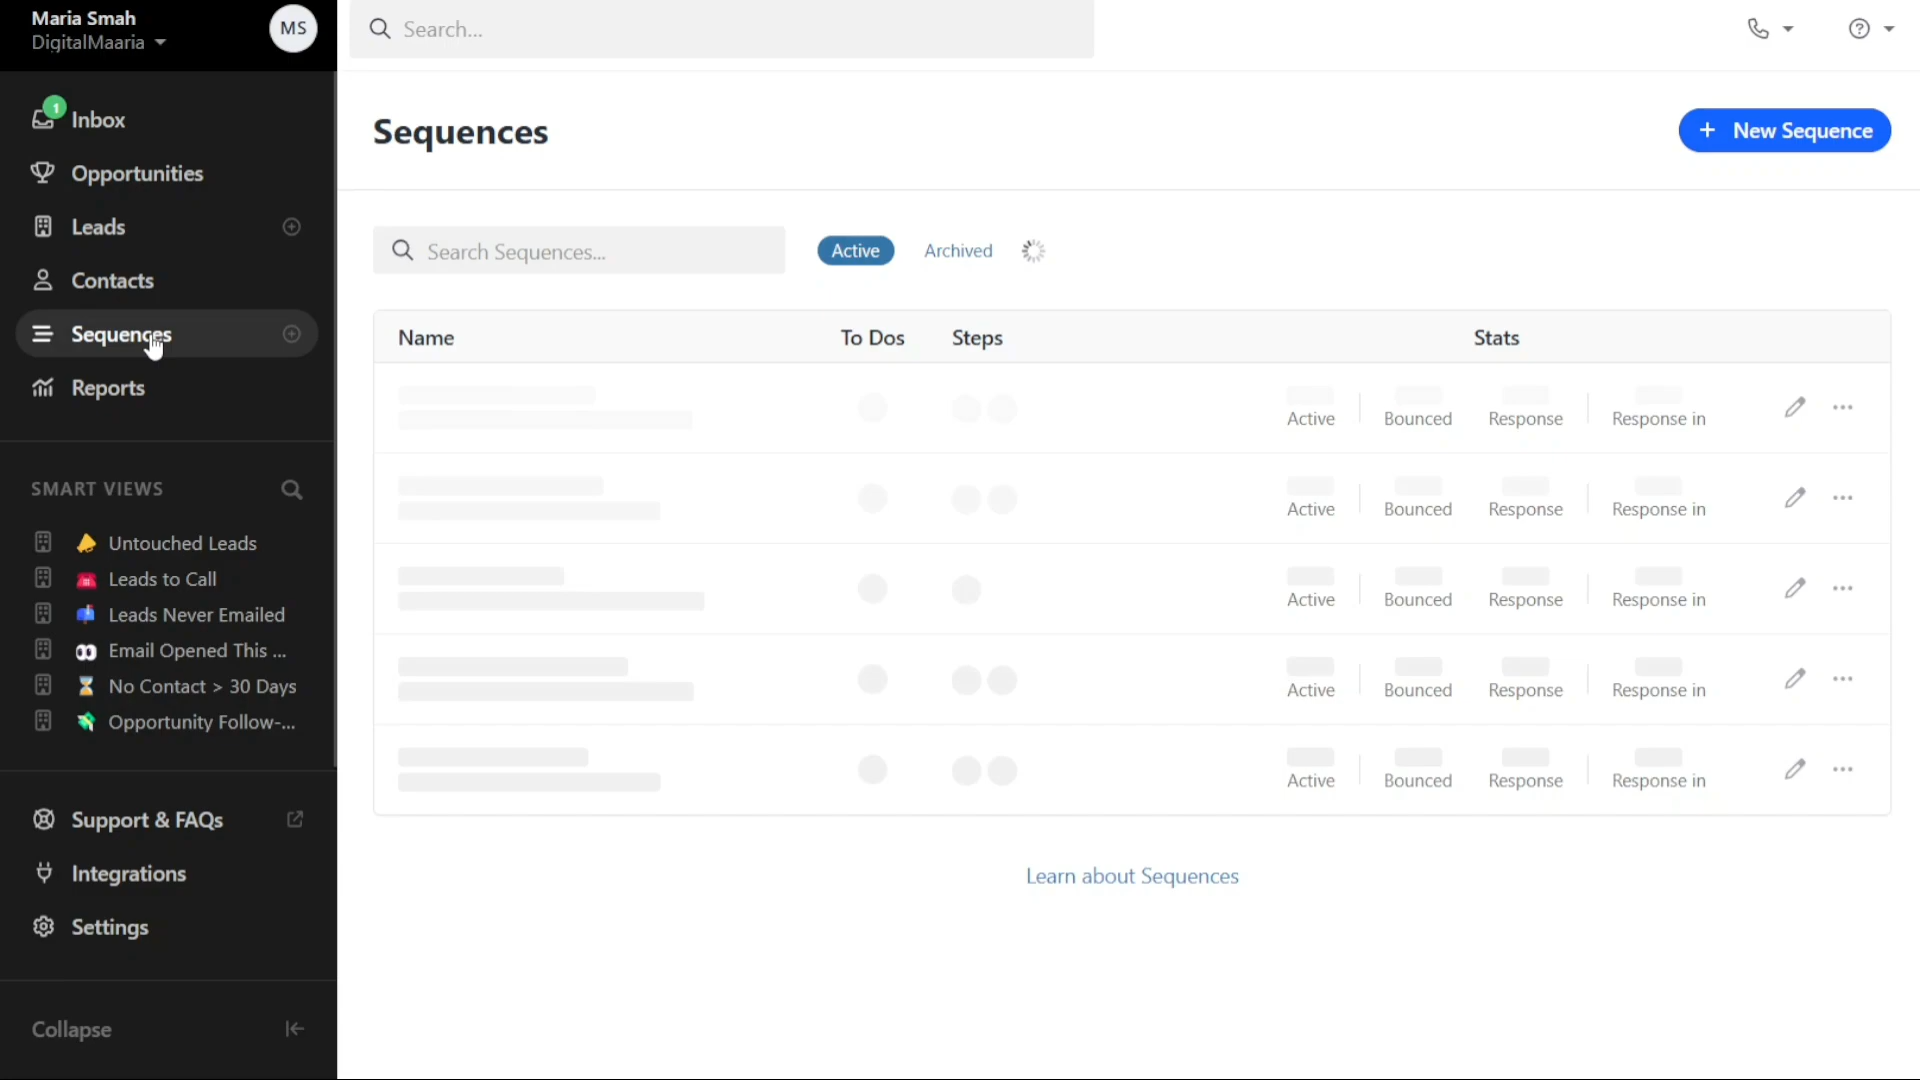 Maria Smah
DigitalMaaria
MS
Search...
1
Inbox
Opportunities
Leads
Contacts
Sequences
Reports
SMART VIEWS
Untouched Leads
Leads to Call
Leads Never Emailed
Email Opened This ...
No Contact > 30 Days
Opportunity Follow-...
Support & FAQs
Integrations
Settings
Collapse
Sequences
+ New Sequence
Search Sequences...
Active Archived
Name To Dos Steps Stats
Active Bounced Response Response in
Active Bounced Response Response in
Active Bounced Response Response in
Active Bounced Response Response in
Active Bounced Response Response in
Learn about Sequences